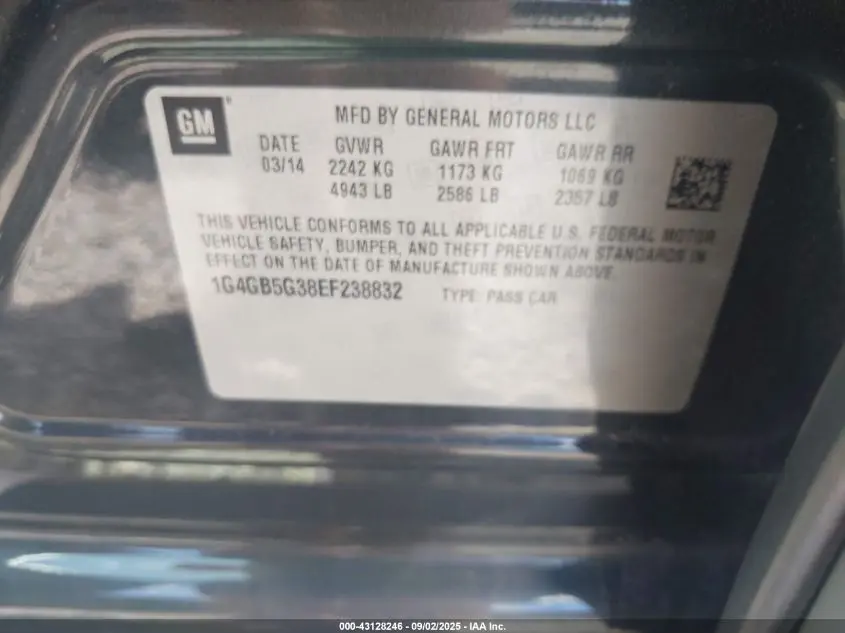 GM
MFD BY GENERAL MOTORS LLC
DATE GVWR GAWR FRT GAWR RR
03/14 2242 KG 1173 KG 1069 KG
4943 LB 2586 LB 2357 LB
THIS VEHICLE CONFORMS TO ALL APPLICABLE U.S. FEDERAL MOTOR
VEHICLE SAFETY, BUMPER, AND THEFT PREVENTION STANDARDS IN
EFFECT ON THE DATE OF MANUFACTURE SHOWN ABOVE.
1G4GB5G38EF238832 TYPE: PASS CAR
000-43128246 - 09/02/2025 - IAA Inc.